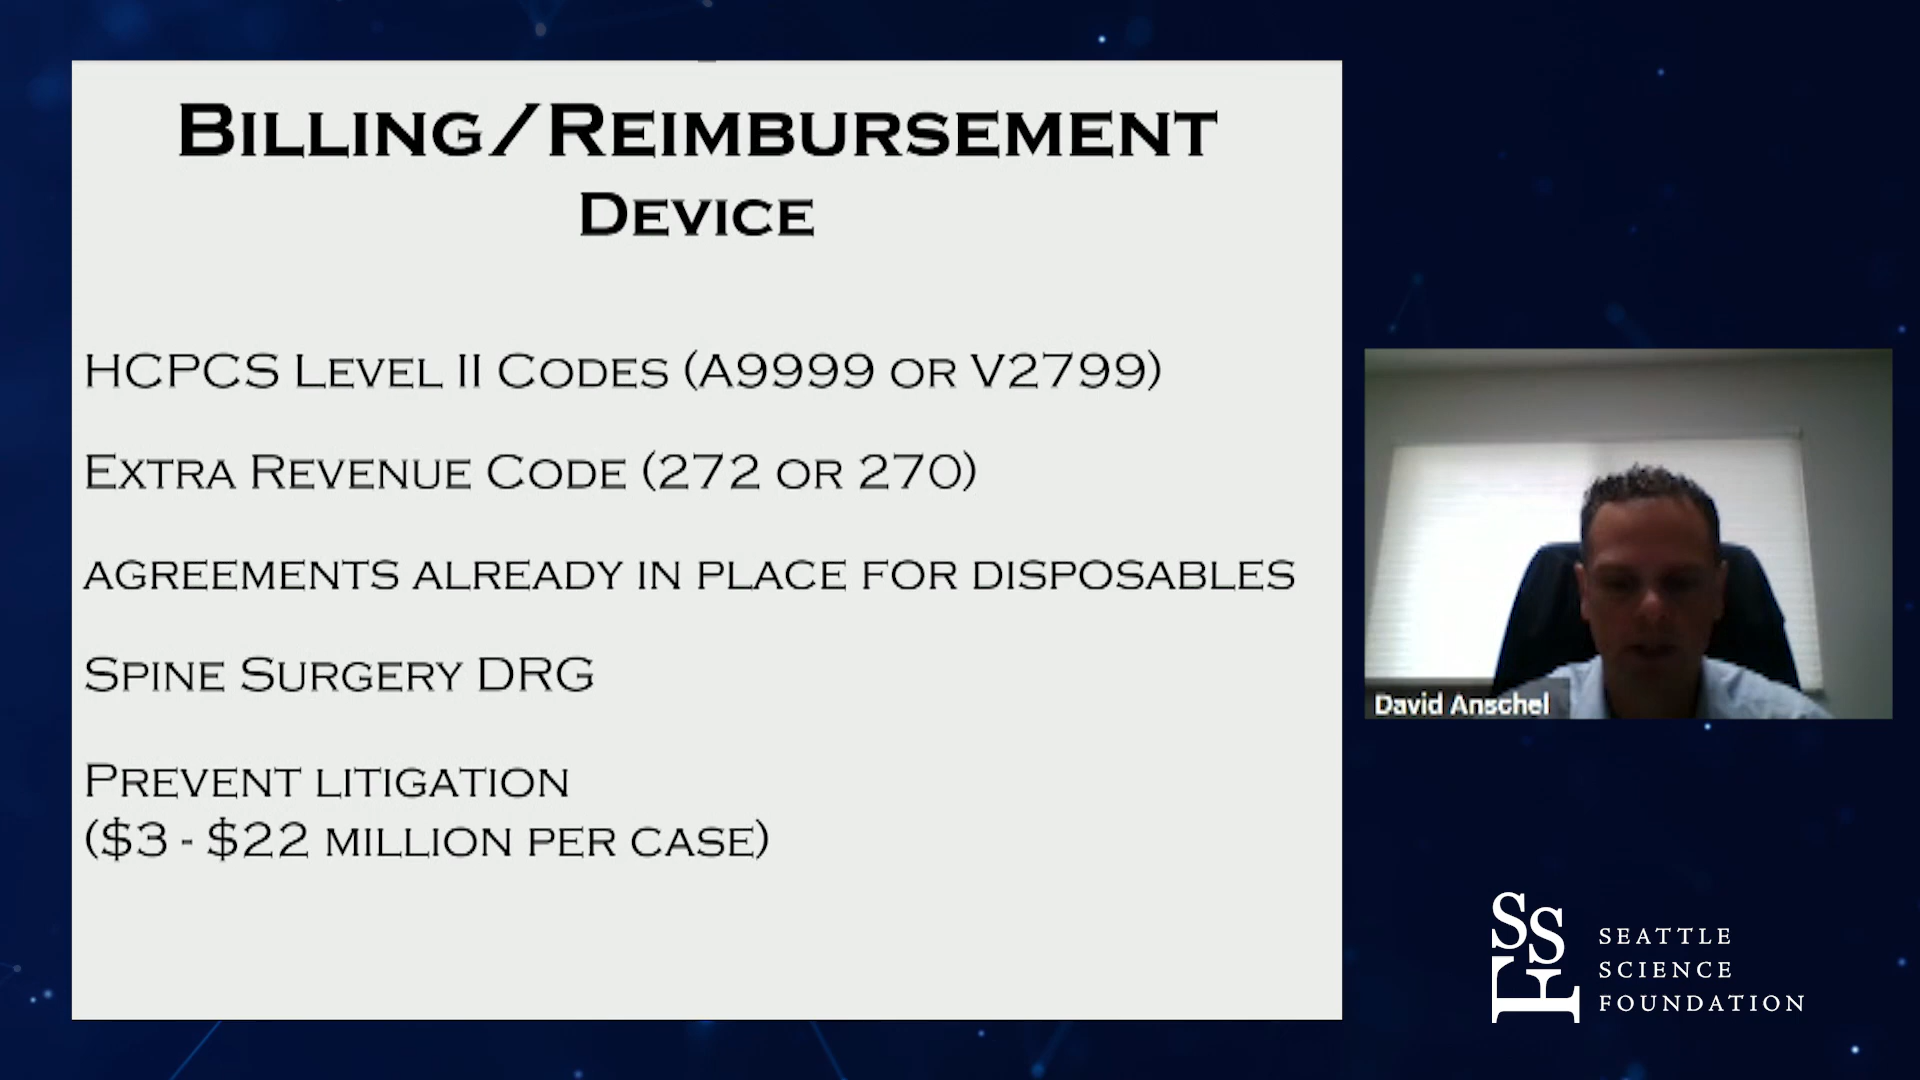 Billing/Reimbursement
Device
HCPCS Level II Codes (A9999 or V2799)
Extra Revenue Code (272 or 270)
agreements already in place for disposables
Spine Surgery DRG
Prevent litigation
($3 - $22 million per case)
David Anschel
SSF
SEATTLE
SCIENCE
FOUNDATION